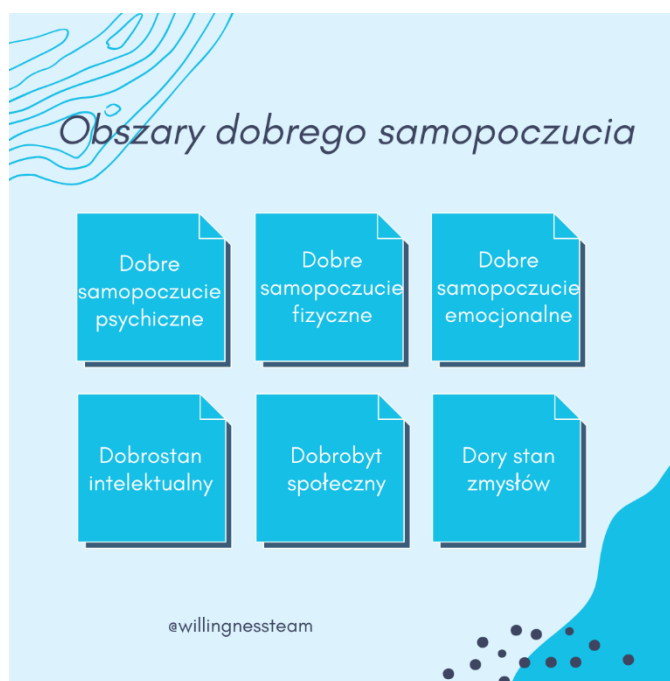 Obszary dobrego samopoczucia
Dobre
samopoczucie
psychiczne
Dobre
samopoczucie
fizyczne
Dobre
samopoczucie
emocjonalne
Dobrostan
intelektualny
Dobrobyt
społeczny
Dory stan
zmysłów
@willingnessteam